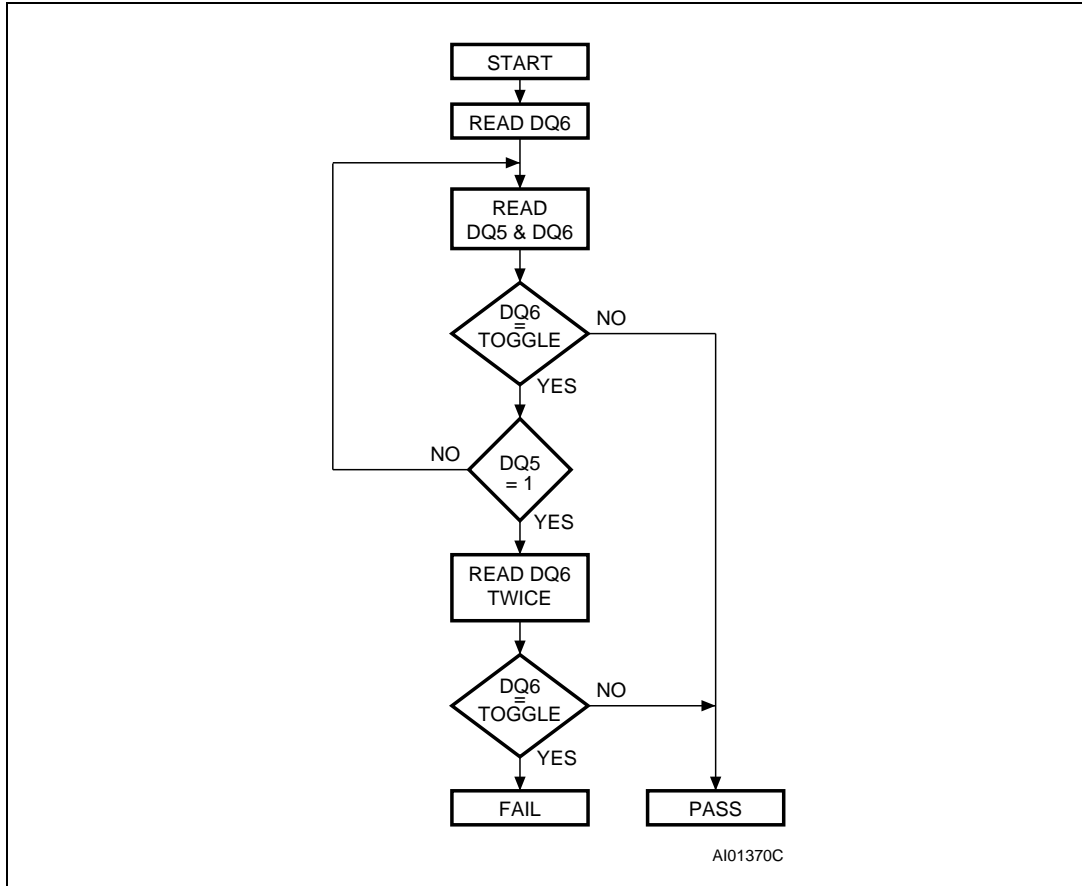 START
READ DQ6
READ
DQ5 & DQ6
DQ6
=
TOGGLE
NO
YES
NO
DQ5
= 1
YES
READ DQ6
TWICE
DQ6
=
TOGGLE
NO
YES
FAIL
PASS
AI01370C